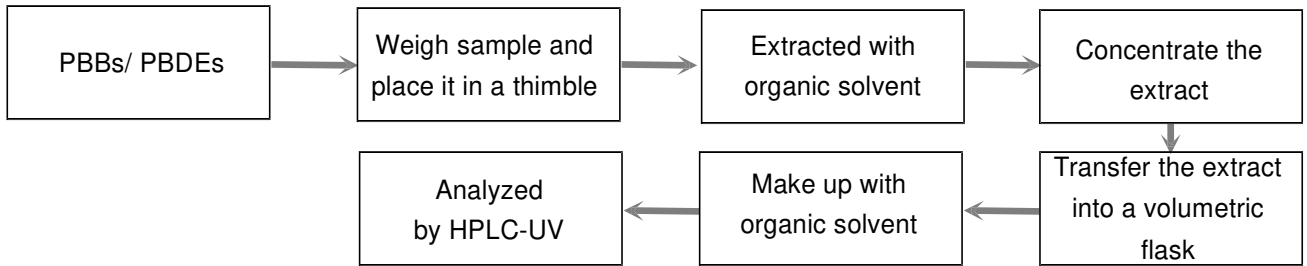 PBBs/ PBDEs
Weigh sample and
place it in a thimble
Extracted with
organic solvent
Concentrate the
extract
Transfer the extract
into a volumetric
flask
Make up with
organic solvent
Analyzed
by HPLC-UV